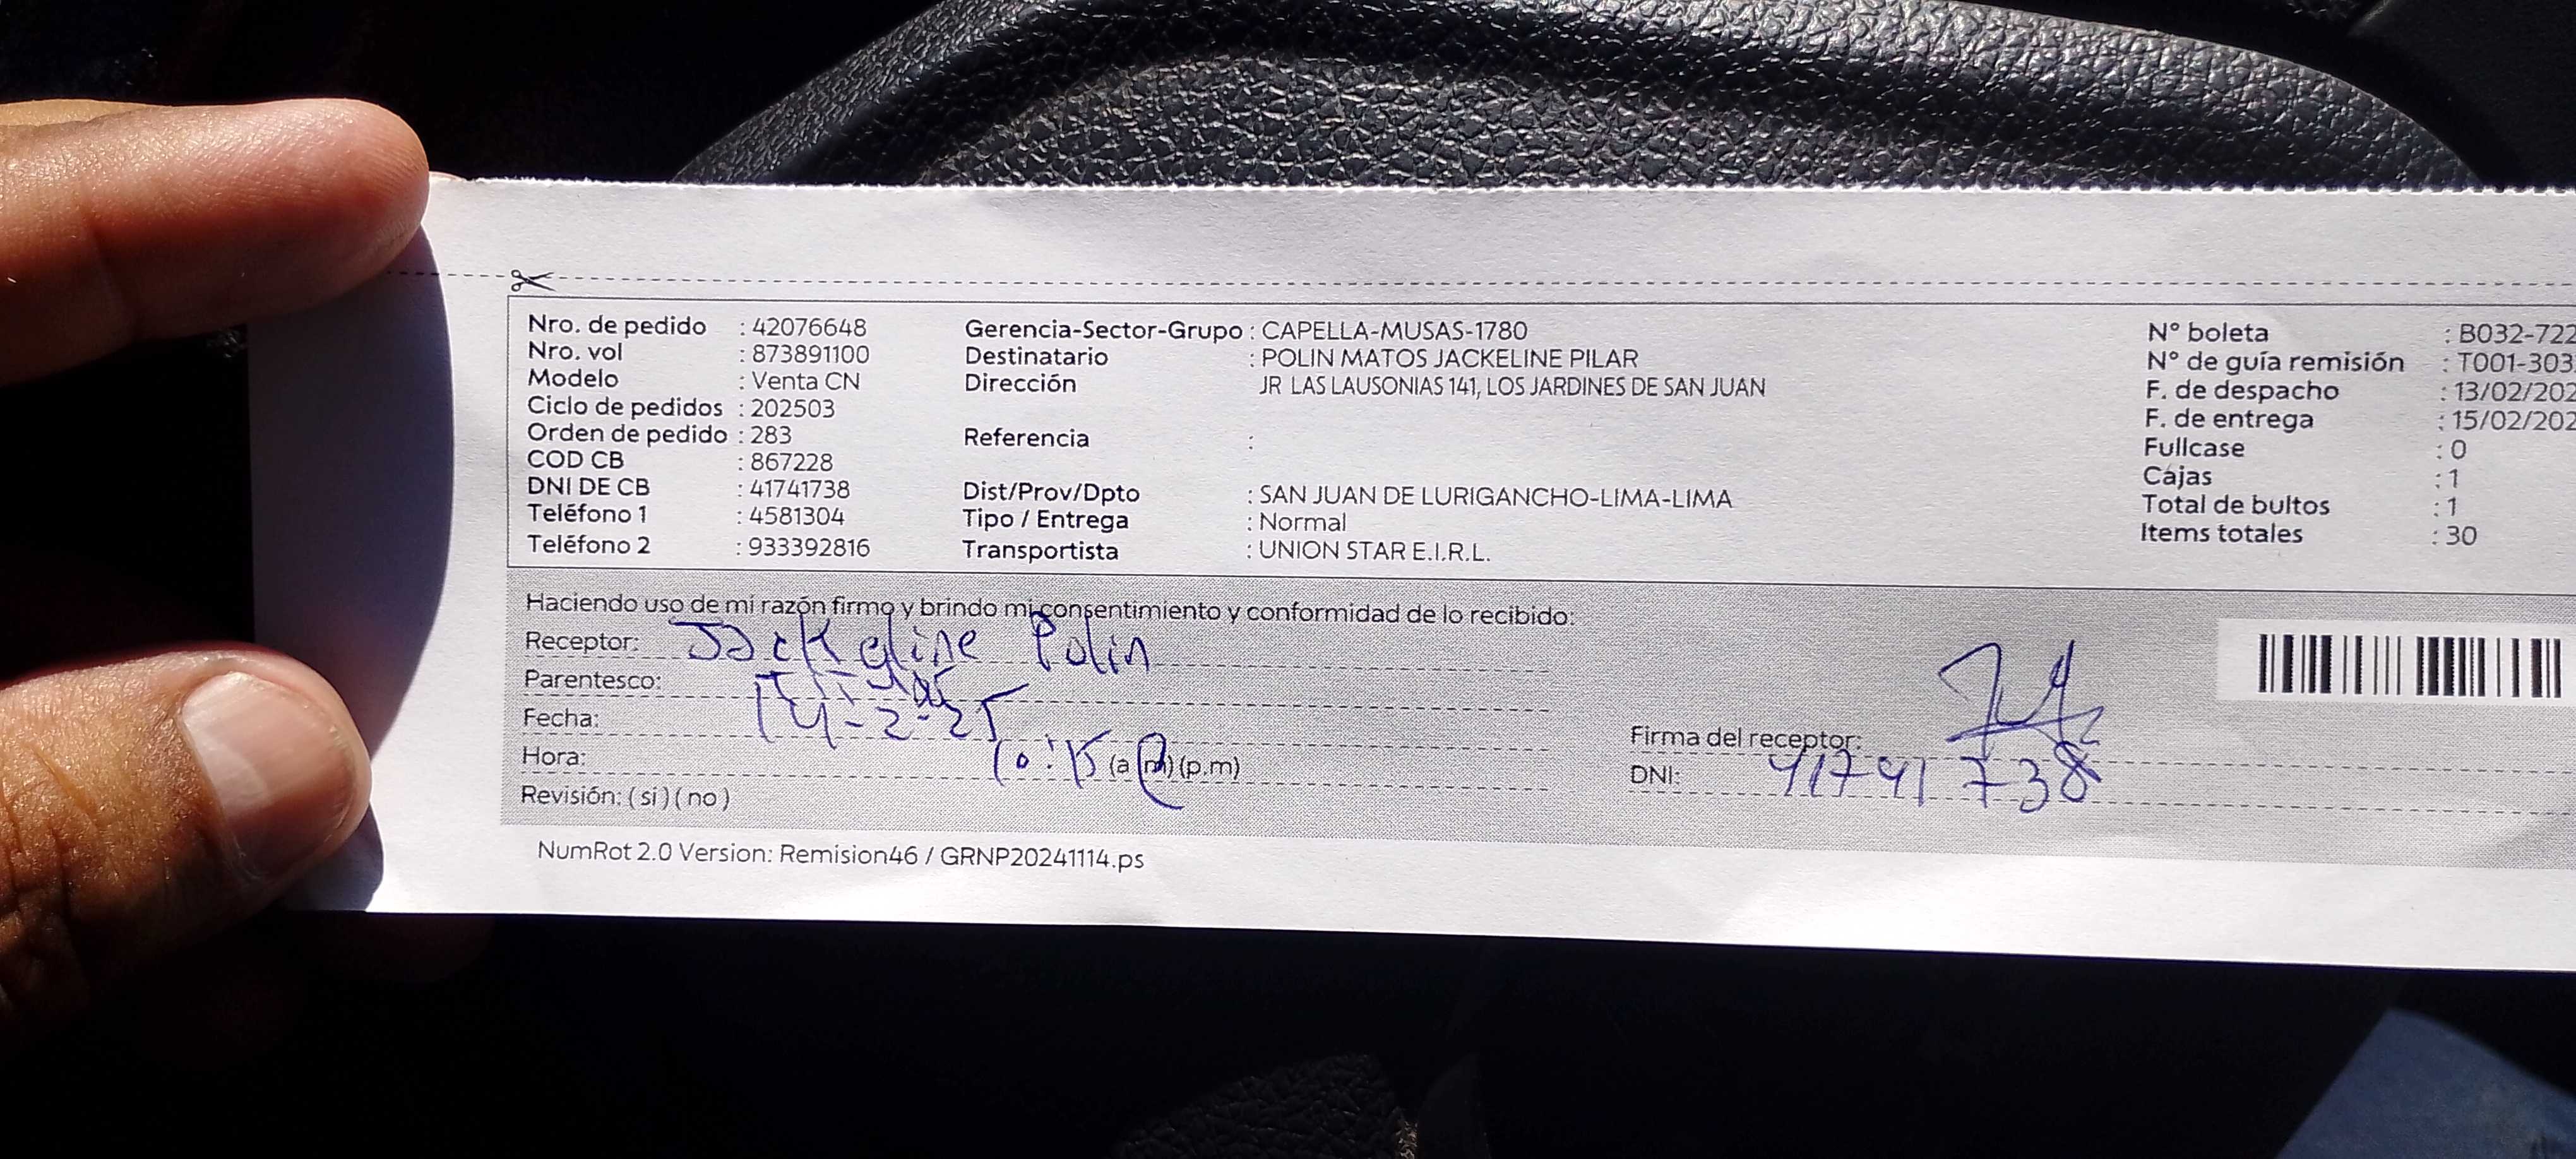 Nro. de pedido : 42076648
Nro. vol : 873891100
Modelo : Venta CN
Ciclo de pedidos : 202503
Orden de pedido : 283
COD CB : 867228
DNI DE CB : 41741738
Teléfono 1 : 4581304
Teléfono 2 : 933392816
Gerencia-Sector-Grupo : CAPELLA-MUSAS-1780
Destinatario : POLIN MATOS JACKELINE PILAR
Dirección JR LAS LAUSONIAS 141, LOS JARDINES DE SAN JUAN
Referencia :
Dist/Prov/Dpto : SAN JUAN DE LURIGANCHO-LIMA-LIMA
Tipo / Entrega : Normal
Transportista : UNION STAR E.I.R.L.
N° boleta : B032-722
N° de guía remisión : T001-303
F. de despacho : 13/02/202
F. de entrega : 15/02/202
Fullcase : 0
Cajas : 1
Total de bultos : 1
Items totales : 30
Haciendo uso de mi razón firmo y brindo mi consentimiento y conformidad de lo recibido:
Receptor: Jackeline Polin
Parentesco: Titular
Fecha: 14-2-25
Hora: 10:15 (a.m)(p.m)
Revisión: (si)(no)
Firma del receptor:
DNI: 41741738
NumRot 2.0 Version: Remision46 / GRNP20241114.ps